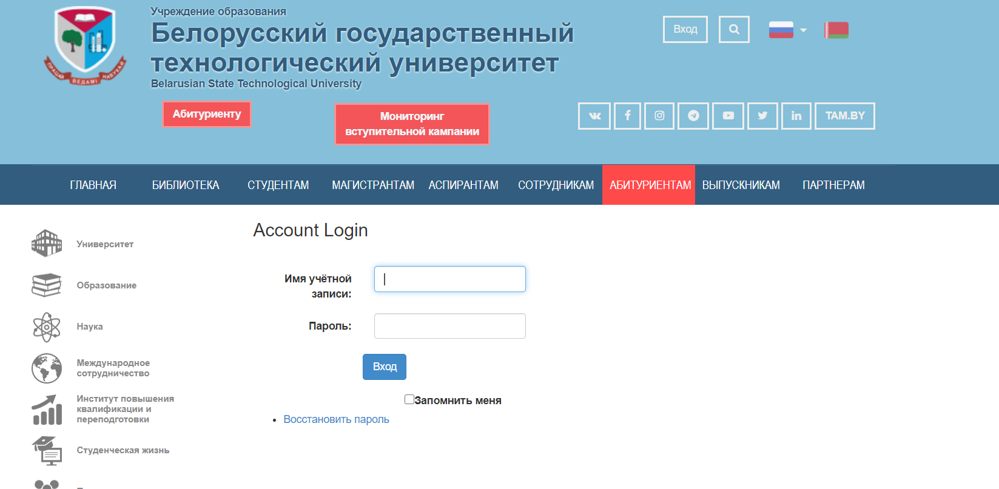 Учреждение образования
Белорусский государственный
технологический университет
Belarusian State Technological University
ПРАЦАЙ ВЕДАМІ НАВУКАЙ
Вход
Абитуриенту
Мониторинг
вступительной кампании
TAM.BY
ГЛАВНАЯ БИБЛИОТЕКА СТУДЕНТАМ МАГИСТРАНТАМ АСПИРАНТАМ СОТРУДНИКАМ АБИТУРИЕНТАМ ВЫПУСКНИКАМ ПАРТНЕРАМ
Университет
Образование
Наука
Международное
сотрудничество
Институт повышения
квалификации и
переподготовки
Студенческая жизнь
Account Login
Имя учётной
записи:
Пароль:
Вход
Запомнить меня
Восстановить пароль